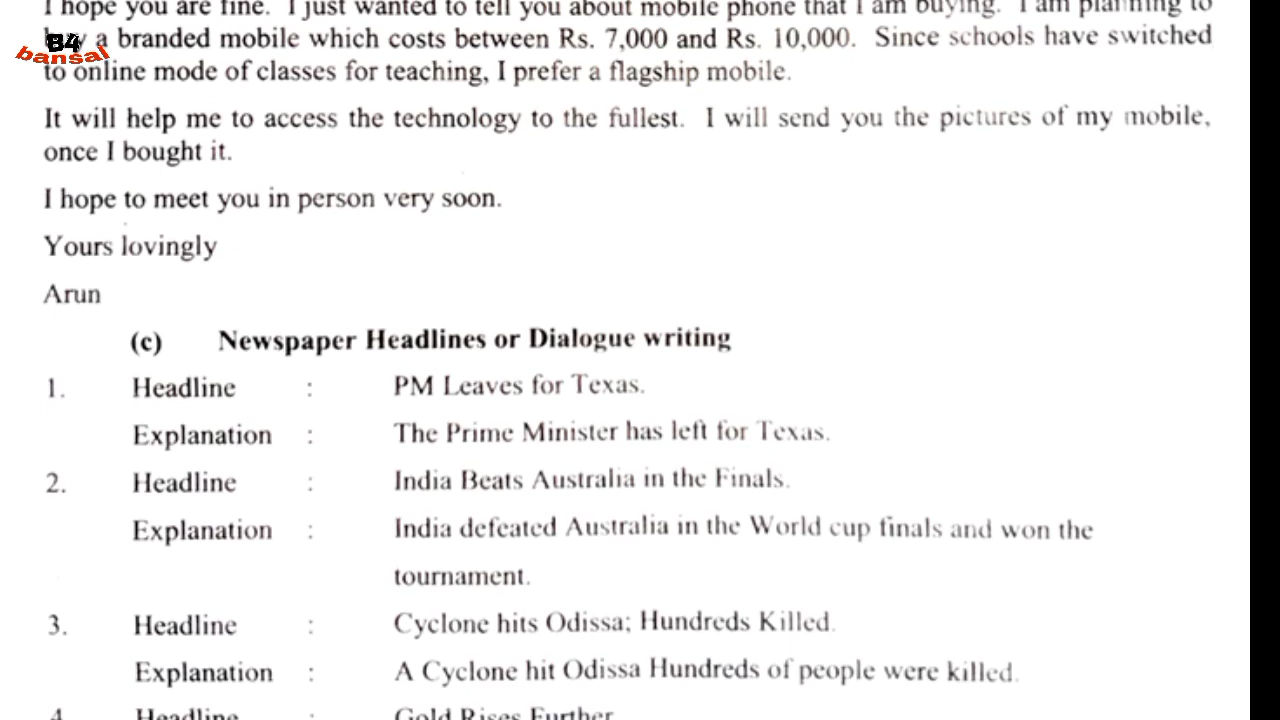 I hope you are fine. I just wanted to tell you about mobile phone that I am buying. I am planning to
B4
bansal
a branded mobile which costs between Rs. 7,000 and Rs. 10,000. Since schools have switched
to online mode of classes for teaching, I prefer a flagship mobile.
It will help me to access the technology to the fullest. I will send you the pictures of my mobile,
once I bought it.
I hope to meet you in person very soon.
Yours lovingly
Arun
(c) Newspaper Headlines or Dialogue writing
1. Headline : PM Leaves for Texas.
Explanation : The Prime Minister has left for Texas.
2. Headline : India Beats Australia in the Finals.
Explanation : India defeated Australia in the World cup finals and won the
tournament.
3. Headline : Cyclone hits Odissa; Hundreds Killed.
Explanation : A Cyclone hit Odissa Hundreds of people were killed.
4. Headline : Gold Rises Further